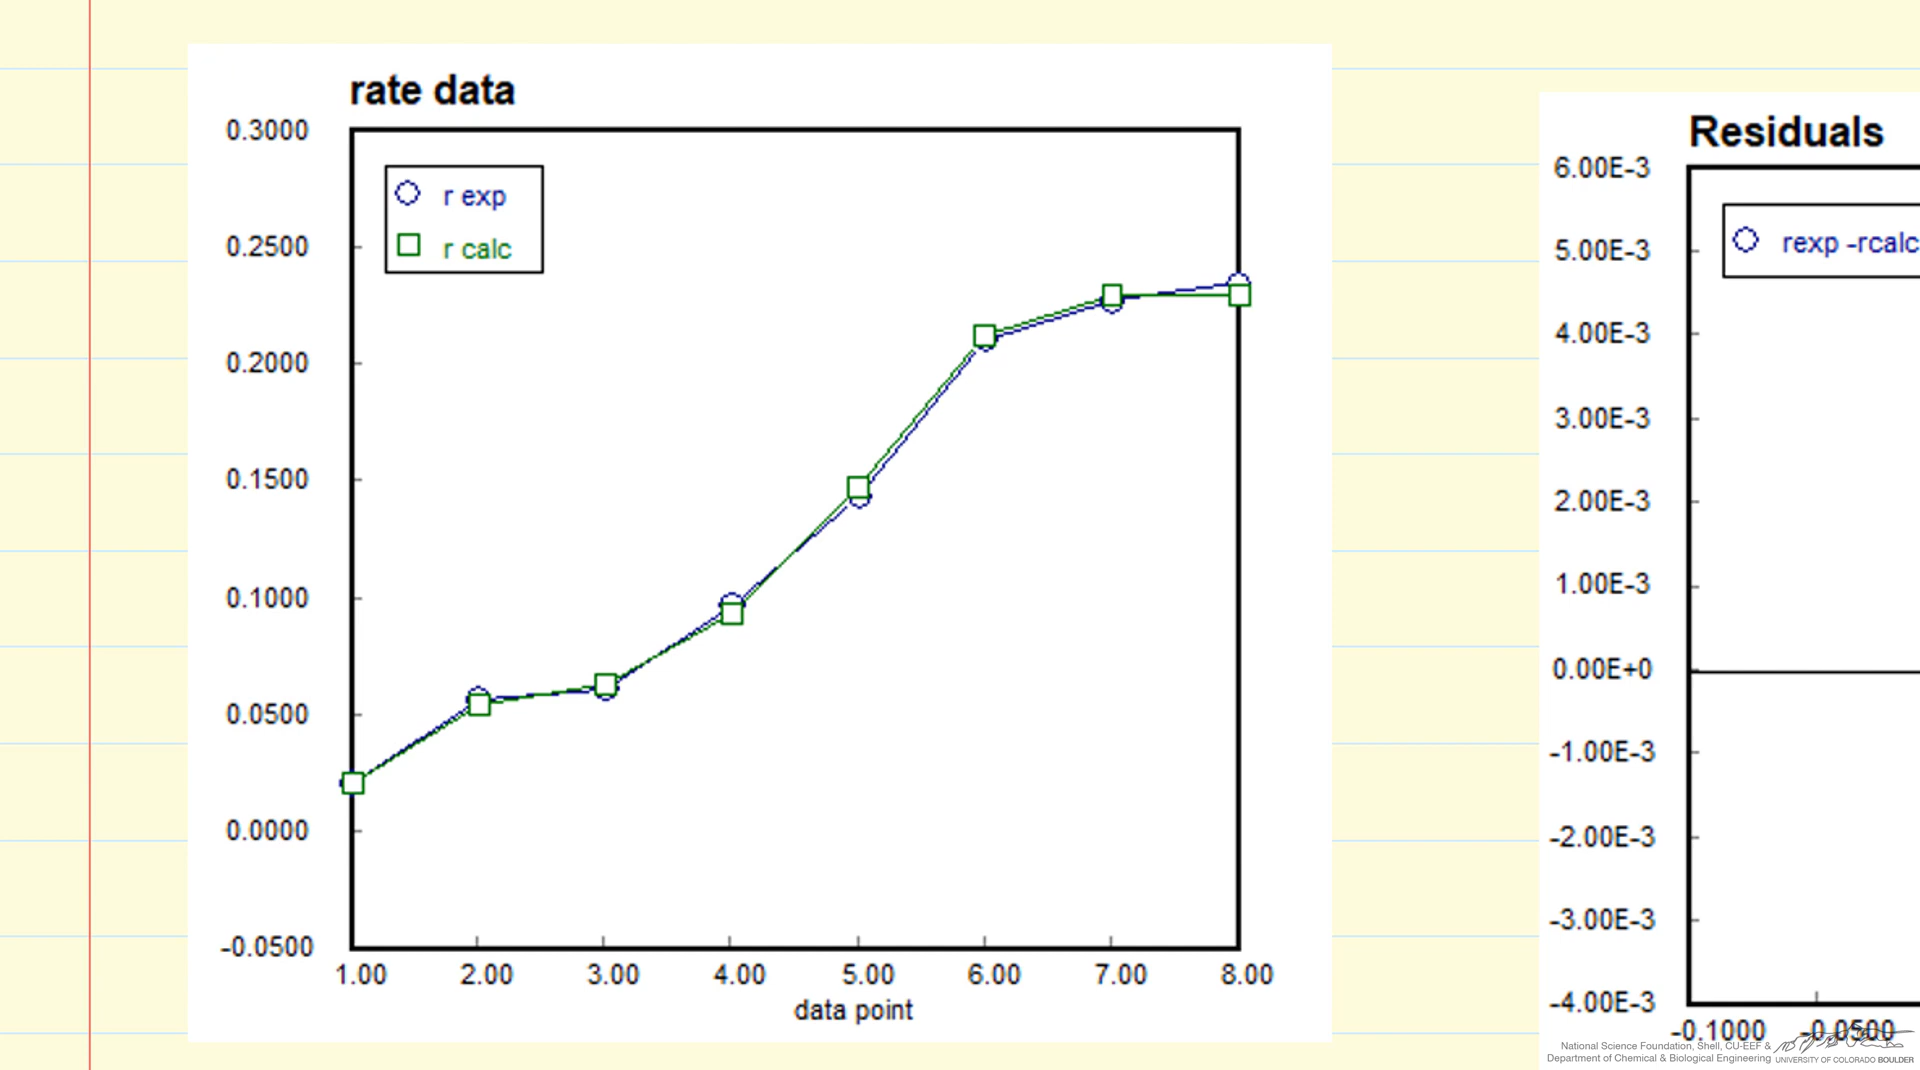 rate data
0.3000
0.2500
0.2000
0.1500
0.1000
0.0500
0.0000
-0.0500
r exp
r calc
1.00 2.00 3.00 4.00 5.00 6.00 7.00 8.00
data point
Residuals
6.00E-3
5.00E-3
4.00E-3
3.00E-3
2.00E-3
1.00E-3
0.00E+0
-1.00E-3
-2.00E-3
-3.00E-3
-4.00E-3
rexp -rcalc
-0.1000 -0.0500
National Science Foundation, Shell, CU-EEF &
Department of Chemical & Biological Engineering
UNIVERSITY OF COLORADO BOULDER